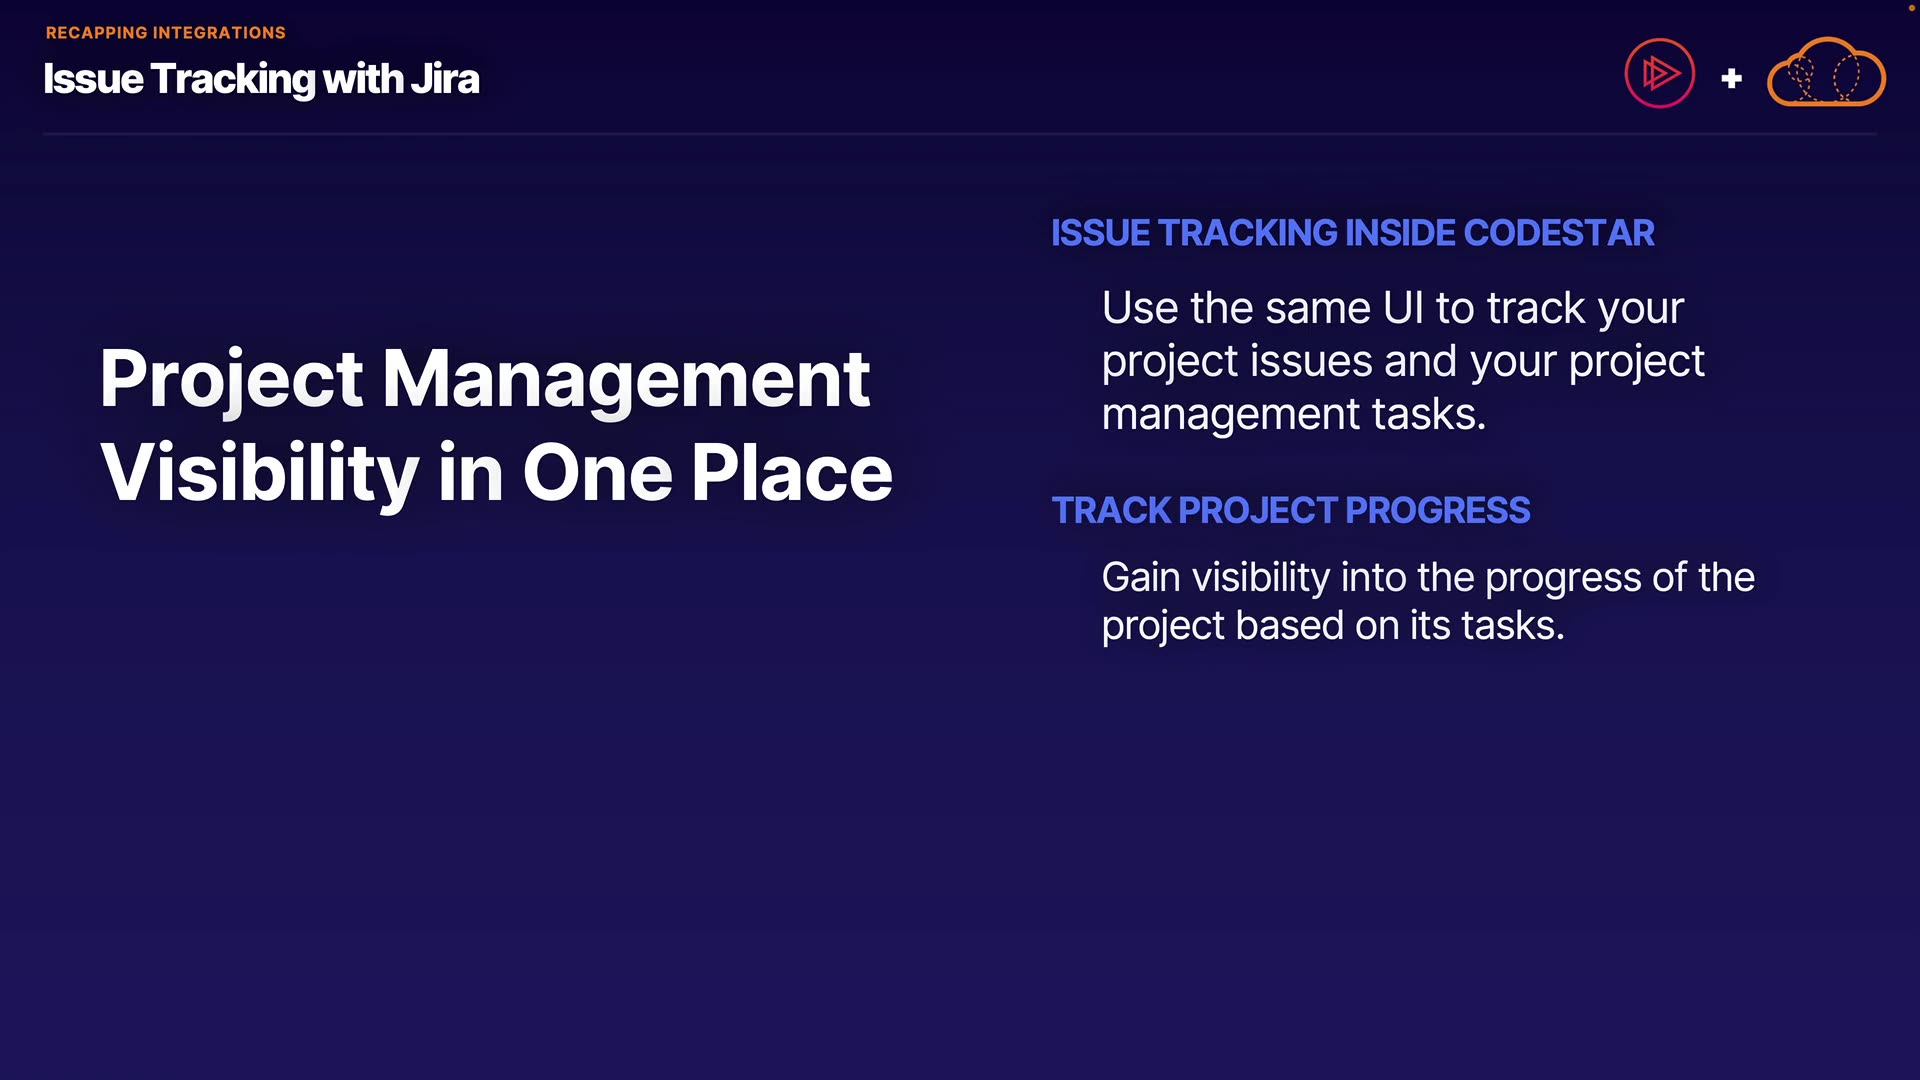 RECAPPING INTEGRATIONS
Issue Tracking with Jira
+
Project Management
Visibility in One Place
ISSUE TRACKING INSIDE CODESTAR
Use the same UI to track your
project issues and your project
management tasks.
TRACK PROJECT PROGRESS
Gain visibility into the progress of the
project based on its tasks.